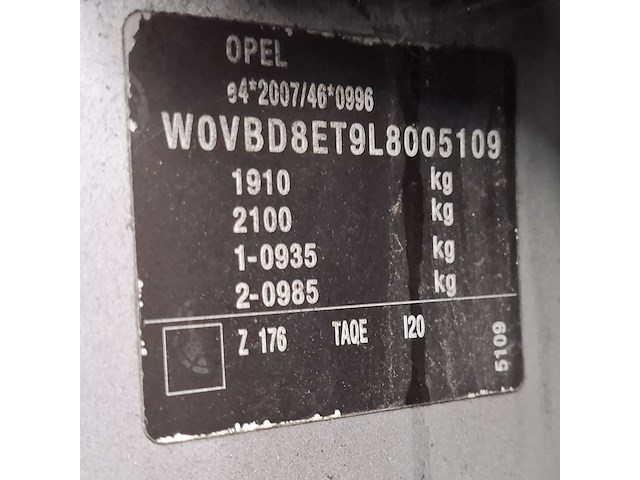 OPEL
e4*2007/46*0996
W0VBD8ET9L8005109
1910 kg
2100 kg
1-0935 kg
2-0985 kg
Z 176 TAQE I20
5109